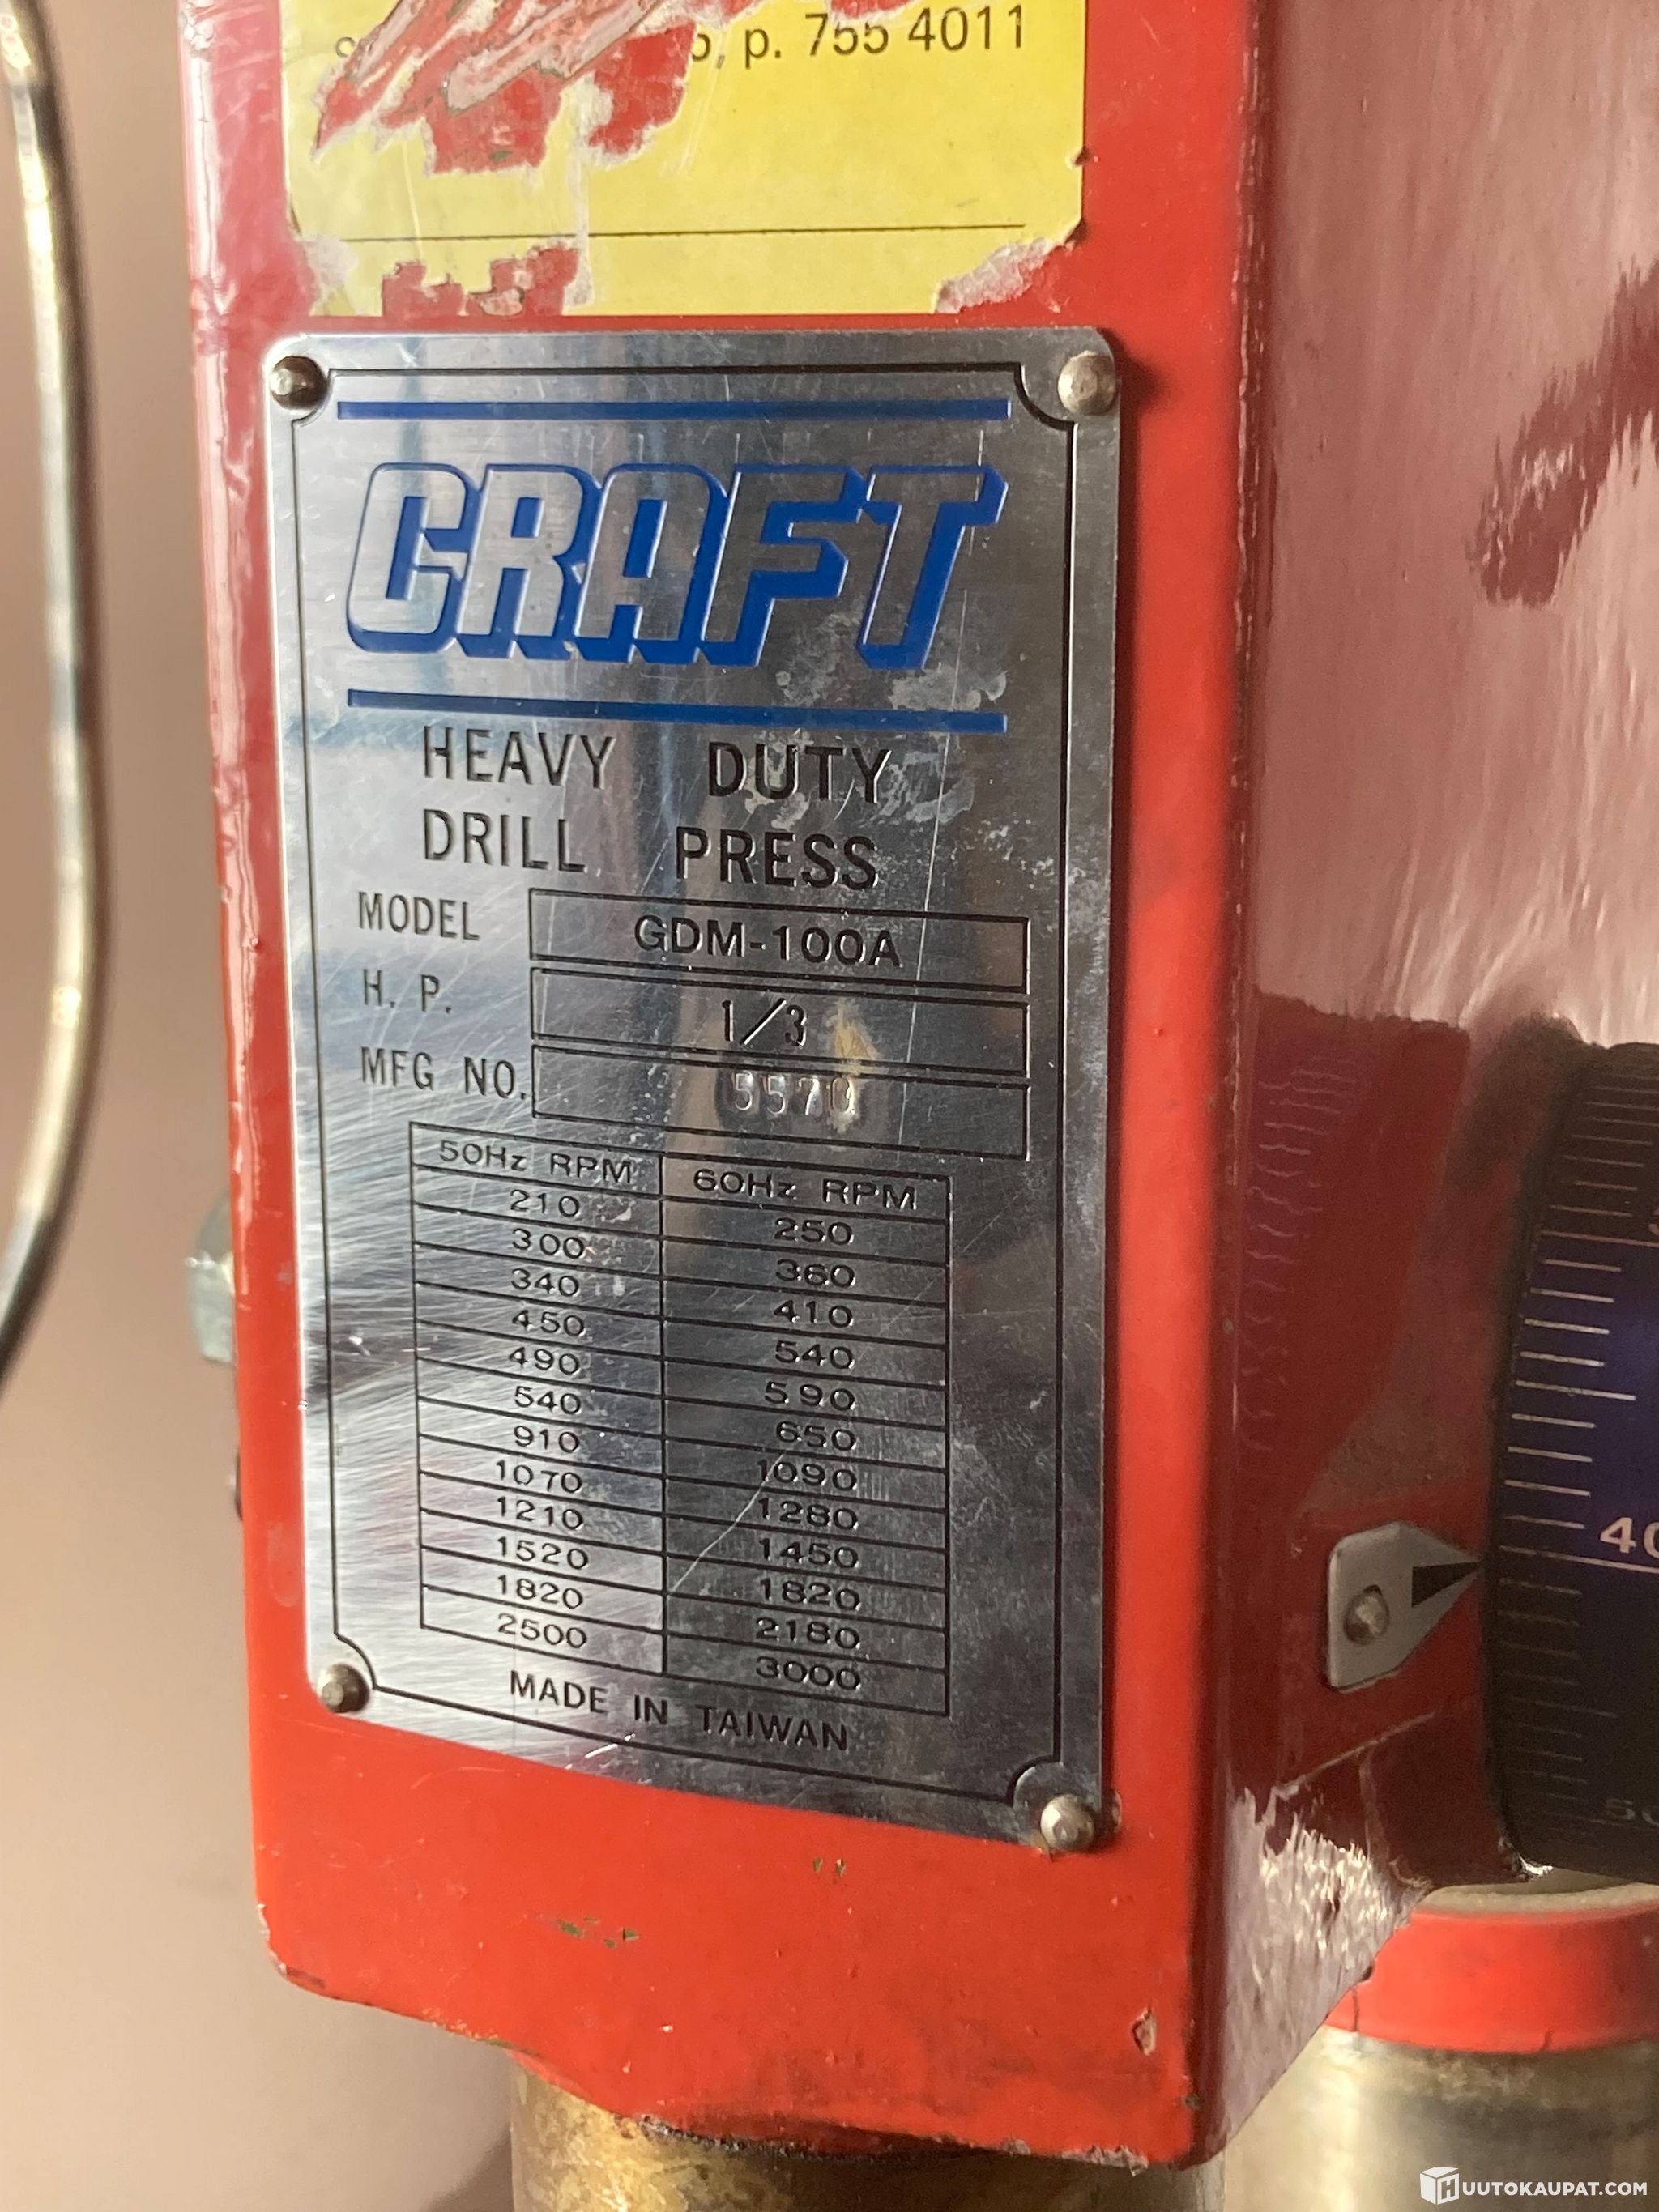 p. 755 4011
CRAFT
HEAVY DUTY
DRILL PRESS
MODEL GDM-100A
H. P. 1/3
MFG NO. 5570
50Hz RPM 60Hz RPM
210 250
300 360
340 410
450 540
490 590
540 650
910 1090
1070 1280
1210 1450
1520 1820
1820 2180
2500 3000
MADE IN TAIWAN
40
HUUTOKAUPAT.COM